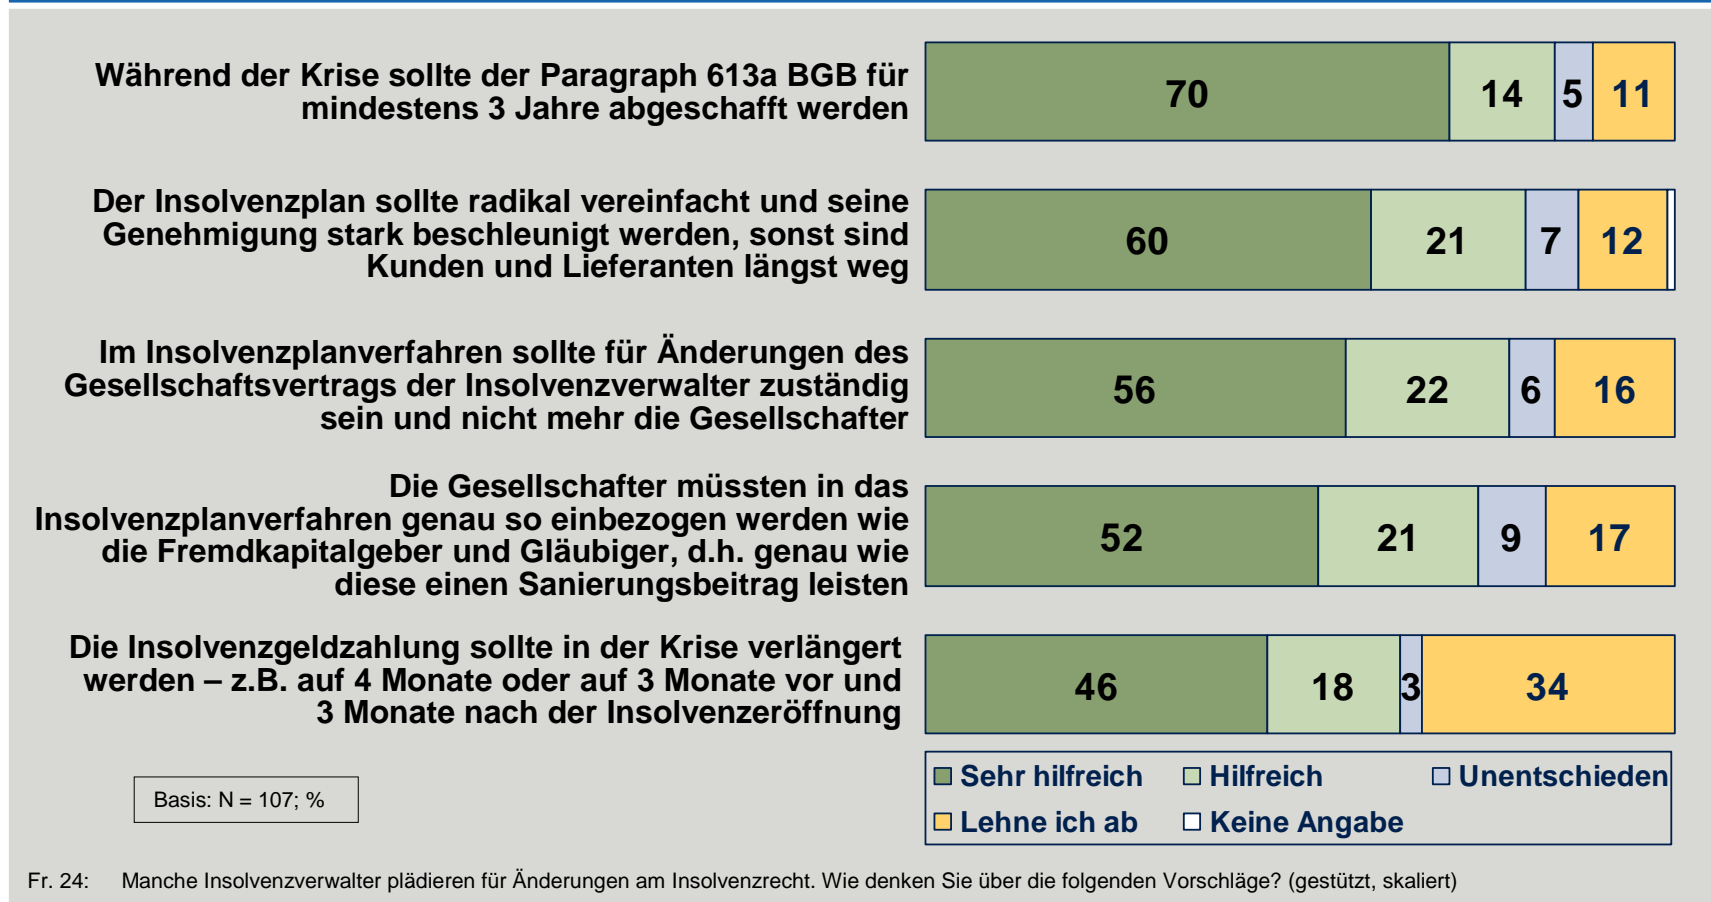 Während der Krise sollte der Paragraph 613a BGB für
mindestens 3 Jahre abgeschafft werden
70 14 5 11
Der Insolvenzplan sollte radikal vereinfacht und seine
Genehmigung stark beschleunigt werden, sonst sind
Kunden und Lieferanten längst weg
60 21 7 12
Im Insolvenzplanverfahren sollte für Änderungen des
Gesellschaftsvertrags der Insolvenzverwalter zuständig
sein und nicht mehr die Gesellschafter
56 22 6 16
Die Gesellschafter müssten in das
Insolvenzplanverfahren genau so einbezogen werden wie
die Fremdkapitalgeber und Gläubiger, d.h. genau wie
diese einen Sanierungsbeitrag leisten
52 21 9 17
Die Insolvenzgeldzahlung sollte in der Krise verlängert
werden – z.B. auf 4 Monate oder auf 3 Monate vor und
3 Monate nach der Insolvenzeröffnung
46 18 3 34
Sehr hilfreich Hilfreich Unentschieden
Lehne ich ab Keine Angabe
Basis: N = 107; %
Fr. 24: Manche Insolvenzverwalter plädieren für Änderungen am Insolvenzrecht. Wie denken Sie über die folgenden Vorschläge? (gestützt, skaliert)